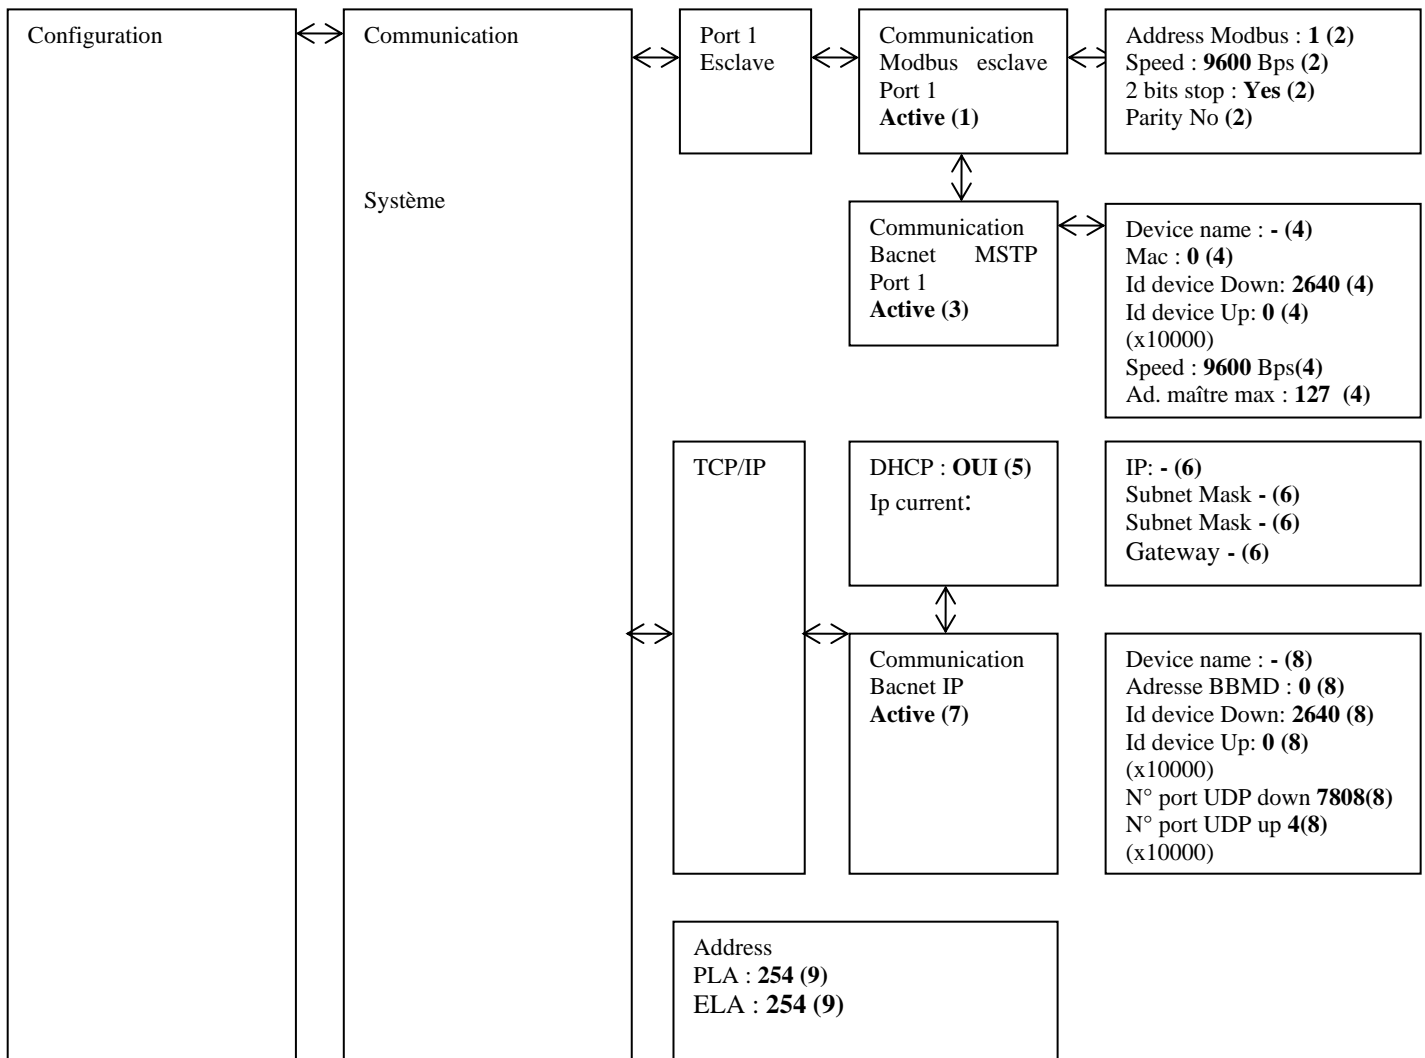 Configuration
Communication
Système
Port 1
Esclave
Communication
Modbus esclave
Port 1
Active (1)
Address Modbus : 1 (2)
Speed : 9600 Bps (2)
2 bits stop : Yes (2)
Parity No (2)
Communication
Bacnet MSTP
Port 1
Active (3)
Device name : - (4)
Mac : 0 (4)
Id device Down: 2640 (4)
Id device Up: 0 (4)
(x10000)
Speed : 9600 Bps(4)
Ad. maître max : 127 (4)
TCP/IP
DHCP : OUI (5)
Ip current:
IP: - (6)
Subnet Mask - (6)
Subnet Mask - (6)
Gateway - (6)
Communication
Bacnet IP
Active (7)
Device name : - (8)
Adresse BBMD : 0 (8)
Id device Down: 2640 (8)
Id device Up: 0 (8)
(x10000)
N° port UDP down 7808(8)
N° port UDP up 4(8)
(x10000)
Address
PLA : 254 (9)
ELA : 254 (9)